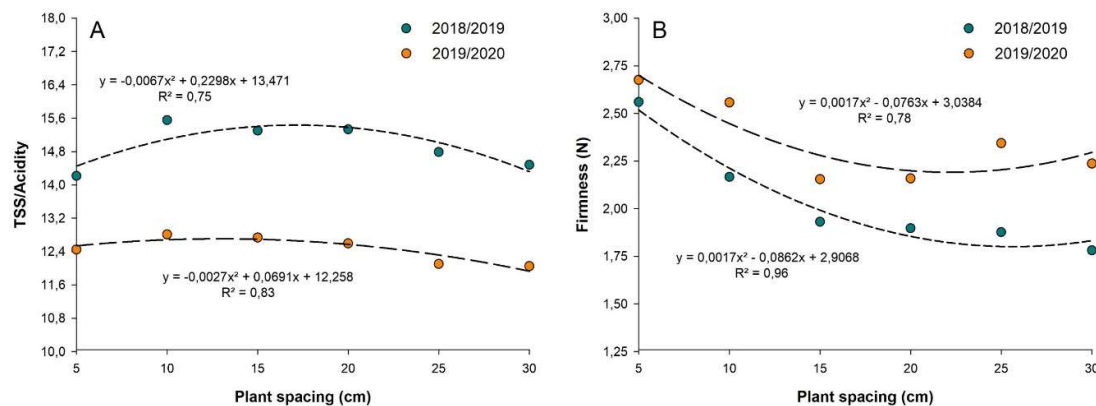 A
2018/2019
2019/2020
y = -0,0067x² + 0,2298x + 13,471
R² = 0,75
y = -0,0027x² + 0,0691x + 12,258
R² = 0,83
TSS/Acidity
18,0
17,2
16,4
15,6
14,8
14,0
13,2
12,4
11,6
10,8
10,0
5
10
15
20
25
30
Plant spacing (cm)
B
2018/2019
2019/2020
y = 0,0017x² - 0,0763x + 3,0384
R² = 0,78
y = 0,0017x² - 0,0862x + 2,9068
R² = 0,96
Firmness (N)
3,00
2,75
2,50
2,25
2,00
1,75
1,50
1,25
5
10
15
20
25
30
Plant spacing (cm)